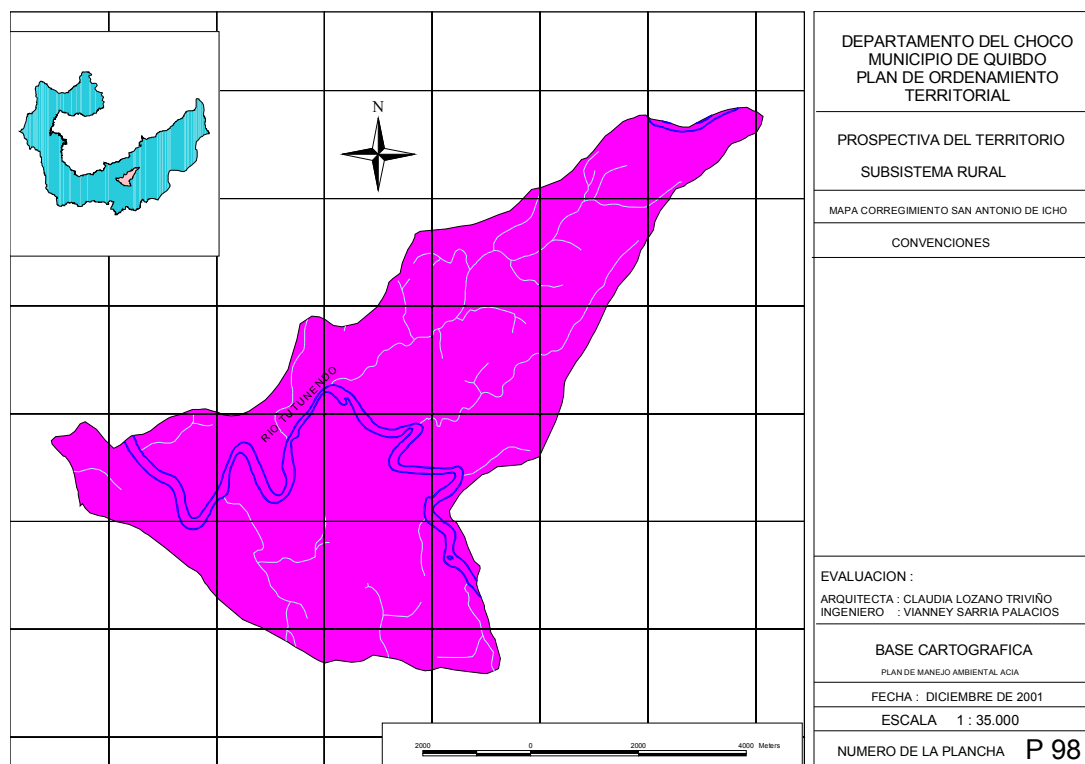 DEPARTAMENTO DEL CHOCO
MUNICIPIO DE QUIBDO
PLAN DE ORDENAMIENTO
TERRITORIAL
PROSPECTIVA DEL TERRITORIO
SUBSISTEMA RURAL
MAPA CORREGIMIENTO SAN ANTONIO DE ICHO
CONVENCIONES
N
RIO TUTUNENDO
EVALUACION :
ARQUITECTA : CLAUDIA LOZANO TRIVIÑO
INGENIERO : VIANNEY SARRIA PALACIOS
BASE CARTOGRAFICA
PLAN DE MANEJO AMBIENTAL ACIA
FECHA : DICIEMBRE DE 2001
ESCALA 1 : 35.000
NUMERO DE LA PLANCHA P 98
2000 0 2000 4000 Meters